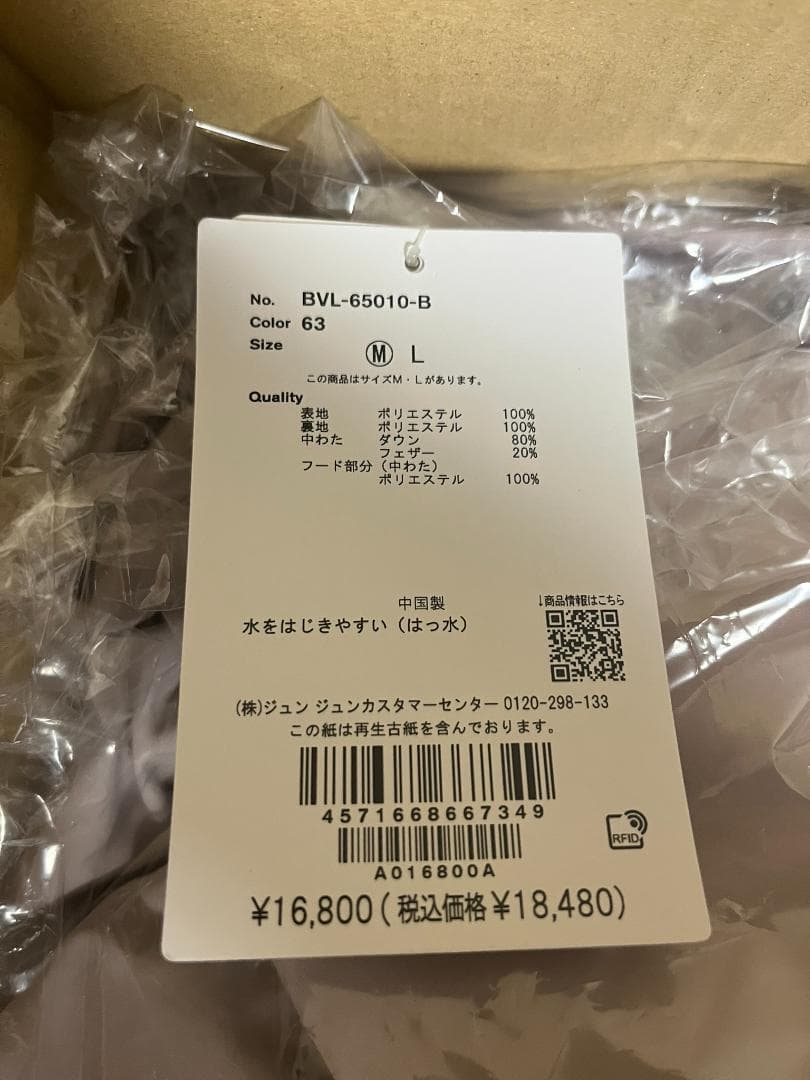 No. BVL-65010-B
Color 63
Size
Ⓜ L
この商品はサイズM・Lがあります。
Quality
表地 ポリエステル 100%
裏地 ポリエステル 100%
中わた ダウン 80%
フェザー 20%
フード部分(中わた)
ポリエステル 100%
中国製
↓商品情報はこちら
水をはじきやすい(はっ水)
(株)ジュン ジュンカスタマーセンター 0120-298-133
この紙は再生古紙を含んでおります。
4571668667349
RFID
A016800A
¥16,800(税込価格¥18,480)